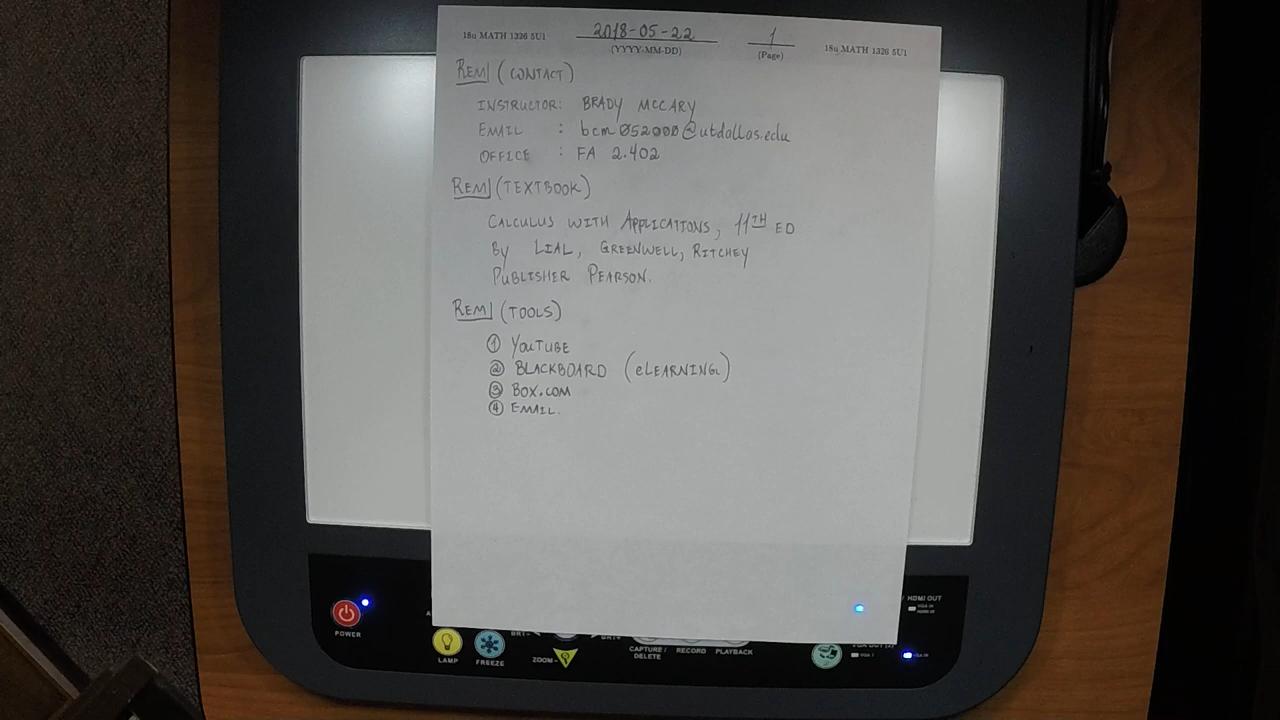 18u MATH 1326 5U1 2018-05-22 1 18u MATH 1326 5U1
(YYYY-MM-DD) (Page)
REM (CONTACT)
INSTRUCTOR: BRADY MCCARY
EMAIL : bcm052000@utdallas.edu
OFFICE : FA 2.402
REM (TEXTBOOK)
CALCULUS WITH APPLICATIONS, 11TH ED
BY LIAL, GREENWELL, RITCHEY
PUBLISHER PEARSON.
REM (TOOLS)
① YOUTUBE
② BLACKBOARD (eLEARNING)
③ BOX.COM
④ EMAIL.
HDMI OUT
POWER
LAMP
FREEZE
BRT-
ZOOM-
CAPTURE /
DELETE
RECORD
PLAYBACK